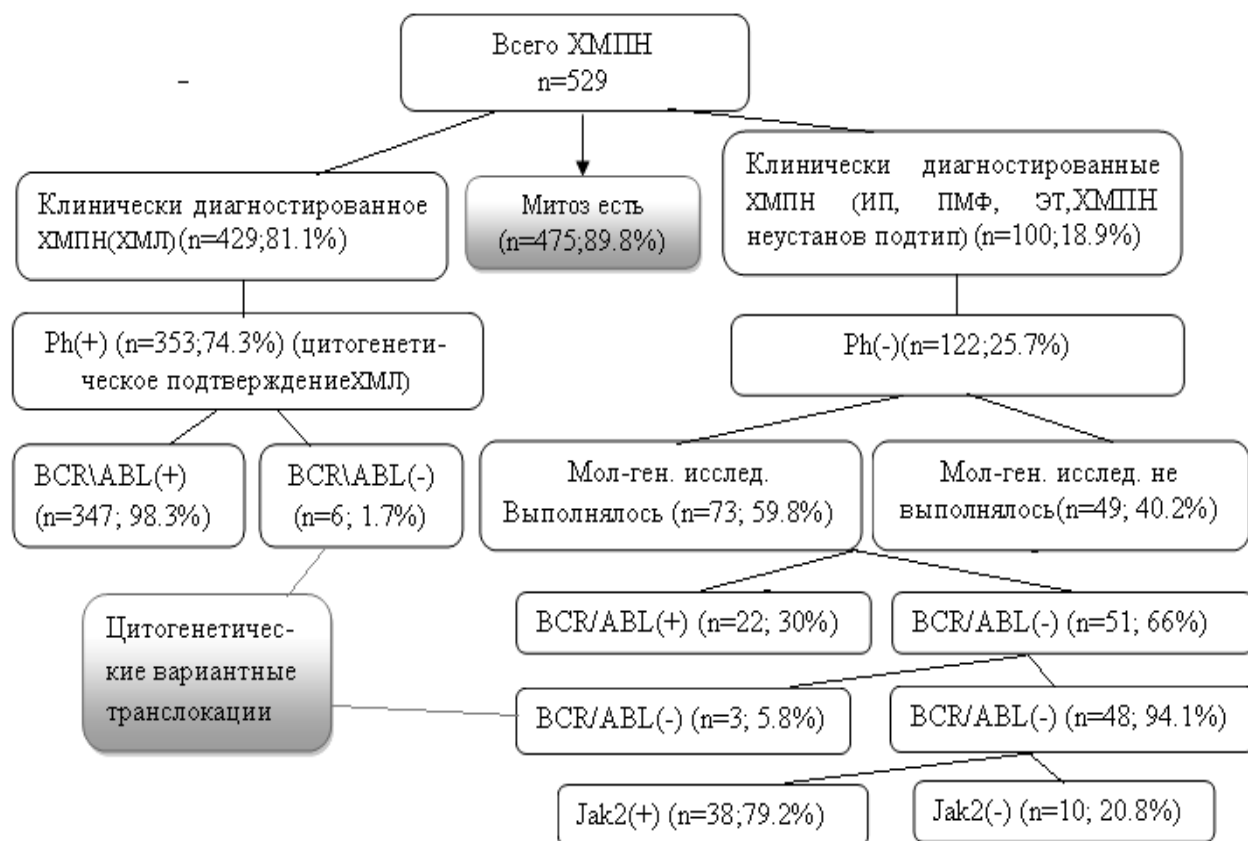 Всего ХМПН
n=529
Клинически диагностированное
ХМПН(ХМЛ)(n=429;81.1%)
Митоз есть
(n=475;89.8%)
Клинически диагностированные
ХМПН (ИП, ПМФ, ЭТ,ХМПН
неустанов подтип) (n=100;18.9%)
Ph(+) (n=353;74.3%) (цитогенети-
ическое подтверждениеХМЛ)
Ph(-)(n=122;25.7%)
BCR\ABL(+)
(n=347; 98.3%)
BCR\ABL(-)
(n=6; 1.7%)
Мол-ген. исслед.
Выполнялось (n=73; 59.8%)
Мол-ген. исслед. не
выполнялось(n=49; 40.2%)
Цитогенетичес-
кие вариантные
транслокации
BCR/ABL(+) (n=22; 30%)
BCR/ABL(-) (n=51; 66%)
BCR/ABL(-) (n=3; 5.8%)
BCR/ABL(-) (n=48; 94.1%)
Jak2(+) (n=38;79.2%)
Jak2(-) (n=10; 20.8%)